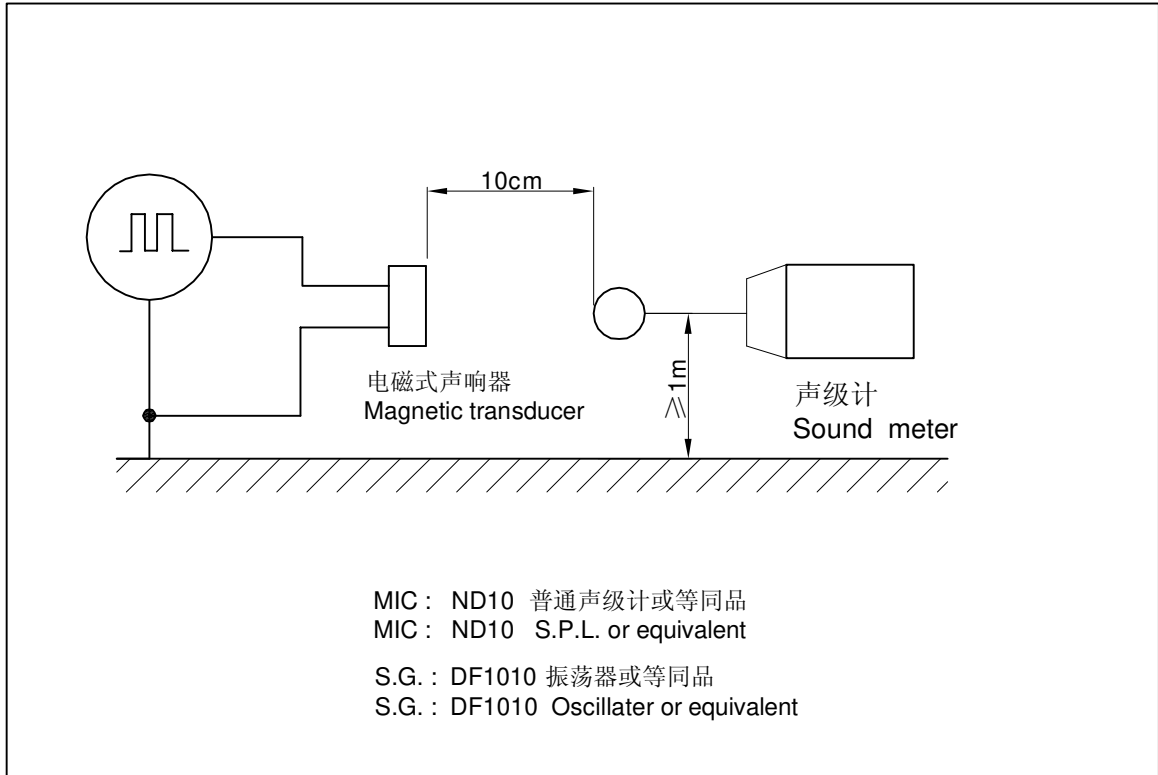 10cm
≥1m
电磁式声响器
Magnetic transducer
声级计
Sound meter
MIC : ND10 普通声级计或等同品
MIC : ND10 S.P.L. or equivalent
S.G. : DF1010 振荡器或等同品
S.G. : DF1010 Oscillater or equivalent